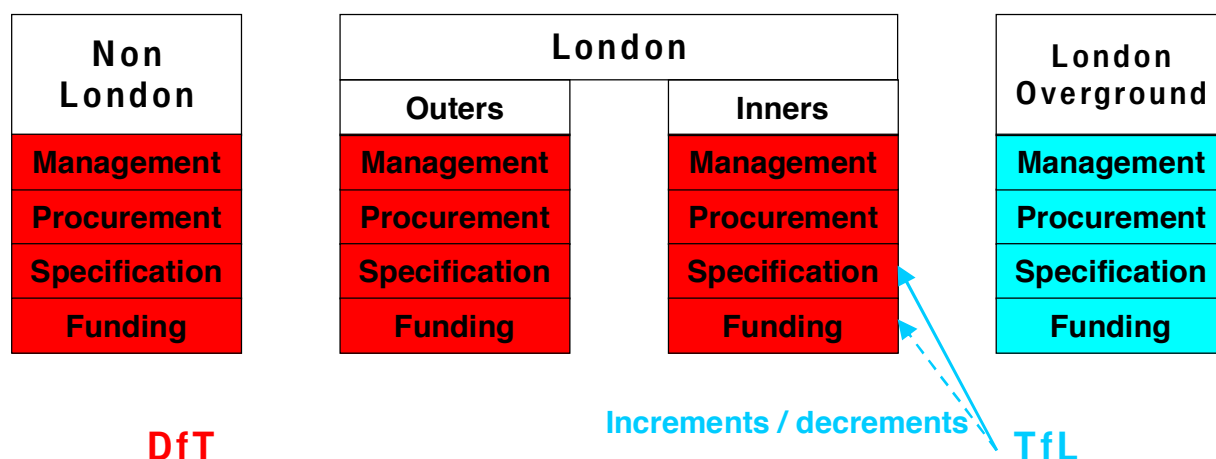 Non
London
Management
Procurement
Specification
Funding
London
Outers
Management
Procurement
Specification
Funding
Inners
Management
Procurement
Specification
Funding
London
Overground
Management
Procurement
Specification
Funding
DfT
Increments / decrements
TfL